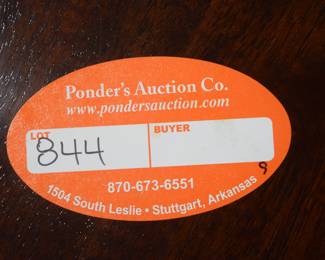 Ponder's Auction Co.
www.pondersauction.com
LOT BUYER
844
870-673-6551
1504 South Leslie • Stuttgart, Arkansas
9